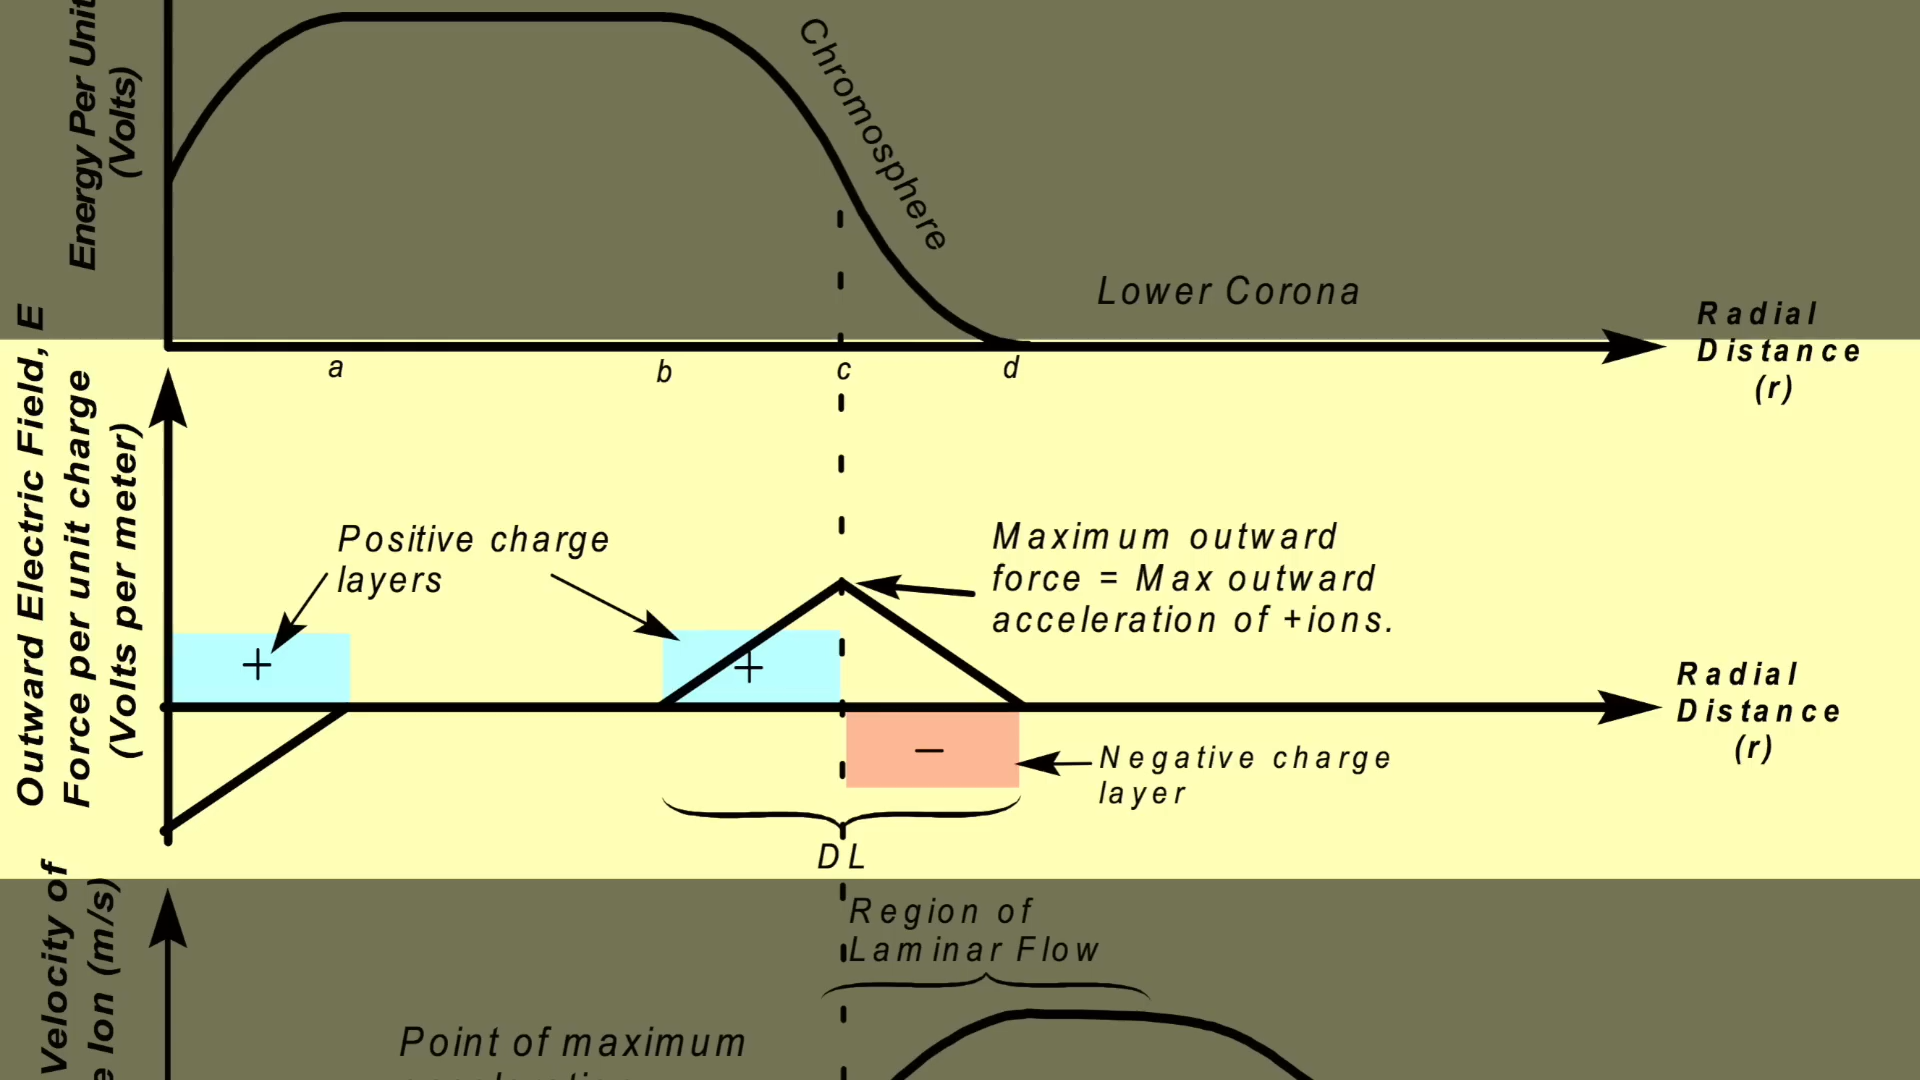 Energy Per Unit
(Volts)
Chromosphere
Lower Corona
Radial
Distance
(r)
a b c d
Outward Electric Field, E
Force per unit charge
(Volts per meter)
Positive charge
layers
Maximum outward
force = Max outward
acceleration of +ions.
+
+
Radial
Distance
(r)
−
Negative charge
layer
DL
Velocity of
Ion (m/s)
Region of
Laminar Flow
Point of maximum